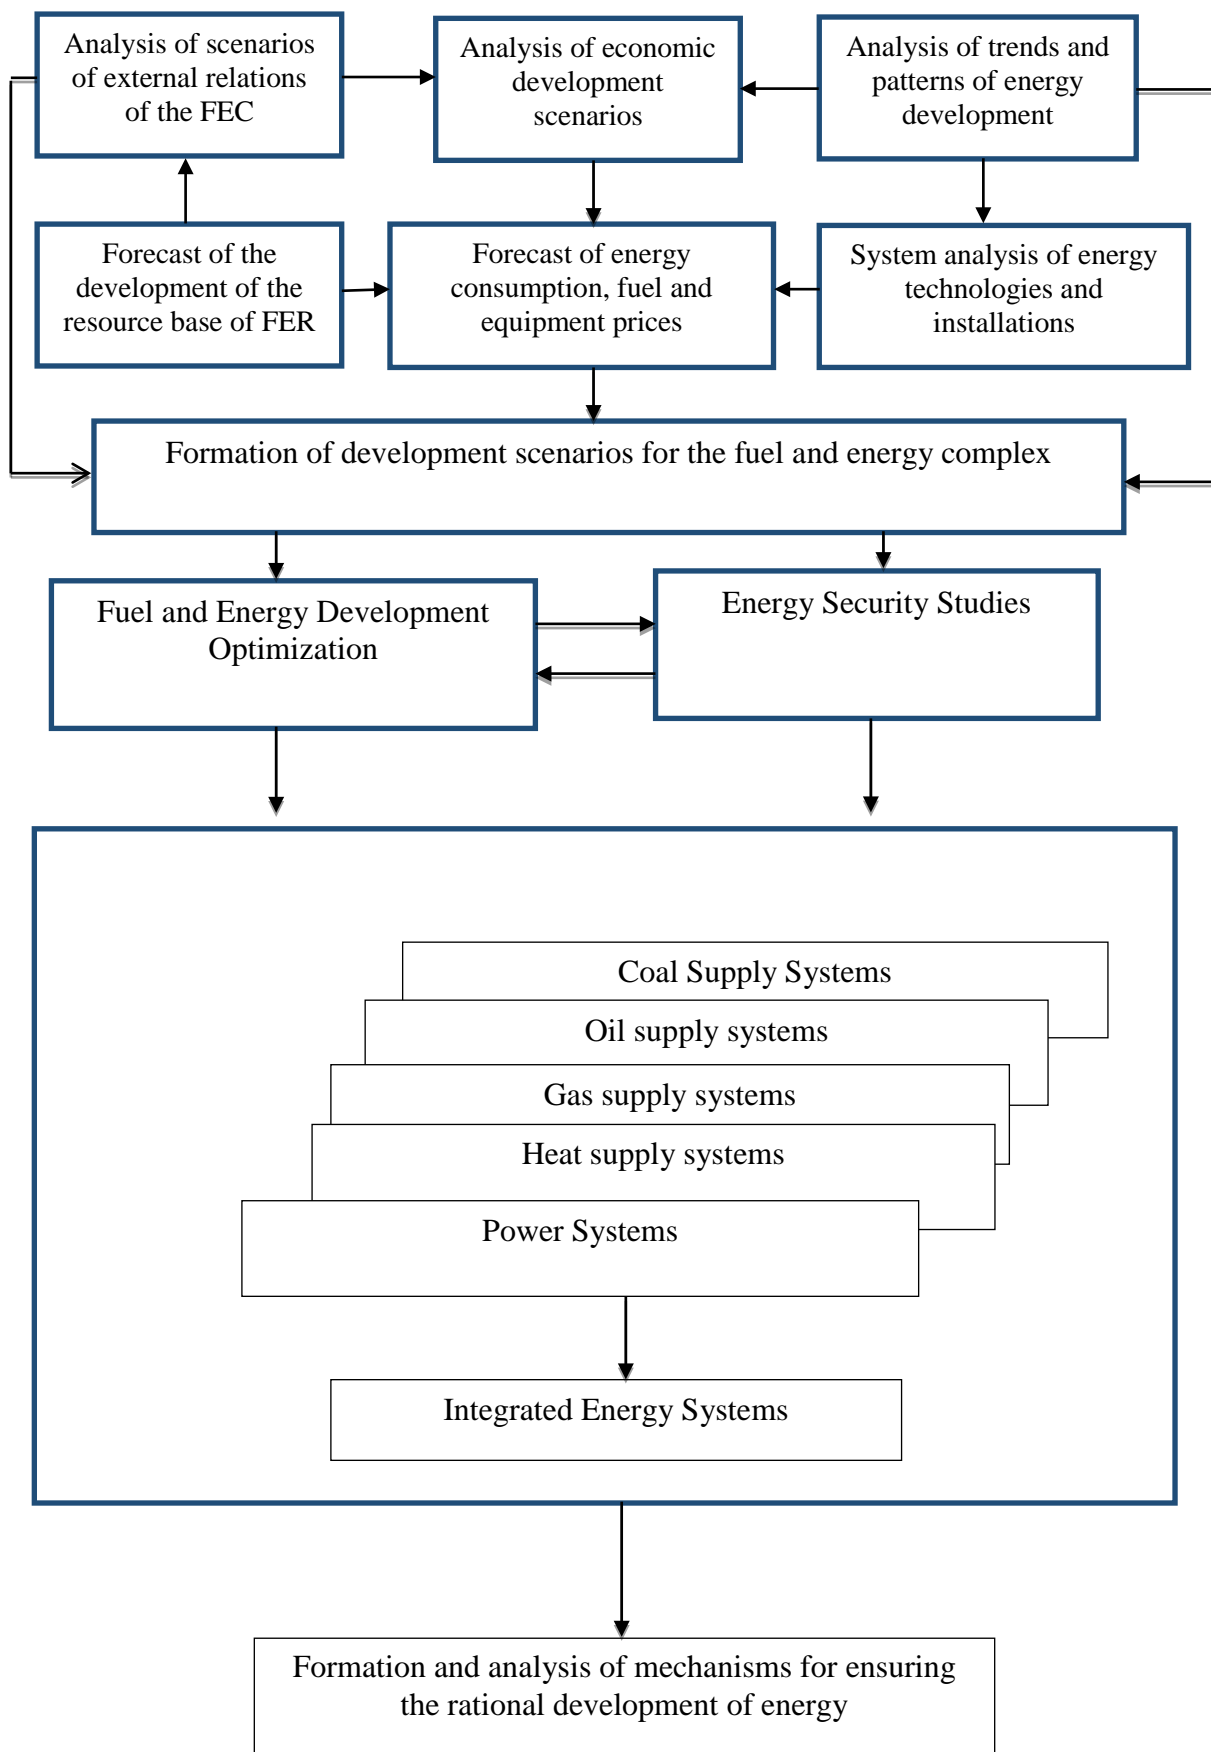 Analysis of scenarios
of external relations
of the FEC
Analysis of economic
development
scenarios
Analysis of trends and
patterns of energy
development
Forecast of the
development of the
resource base of FER
Forecast of energy
consumption, fuel and
equipment prices
System analysis of energy
technologies and
installations
Formation of development scenarios for the fuel and energy complex
Fuel and Energy Development
Optimization
Energy Security Studies
Coal Supply Systems
Oil supply systems
Gas supply systems
Heat supply systems
Power Systems
Integrated Energy Systems
Formation and analysis of mechanisms for ensuring
the rational development of energy